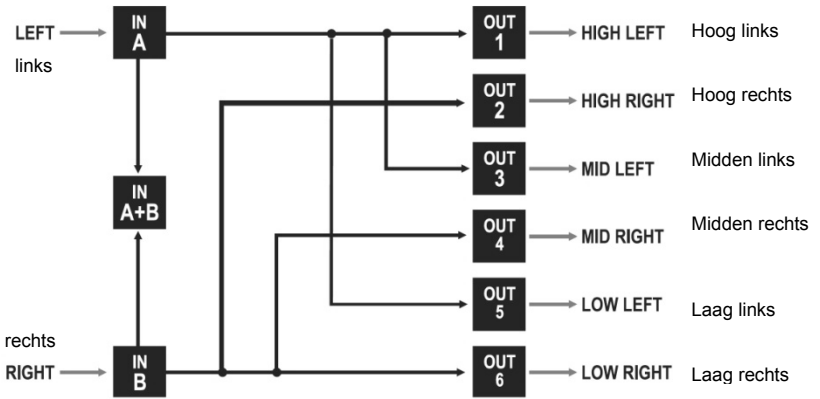 LEFT
links
IN
A
OUT
1
HIGH LEFT
Hoog links
OUT
2
HIGH RIGHT
Hoog rechts
OUT
3
MID LEFT
Midden links
IN
A+B
OUT
4
MID RIGHT
Midden rechts
OUT
5
LOW LEFT
Laag links
rechts
RIGHT
IN
B
OUT
6
LOW RIGHT
Laag rechts